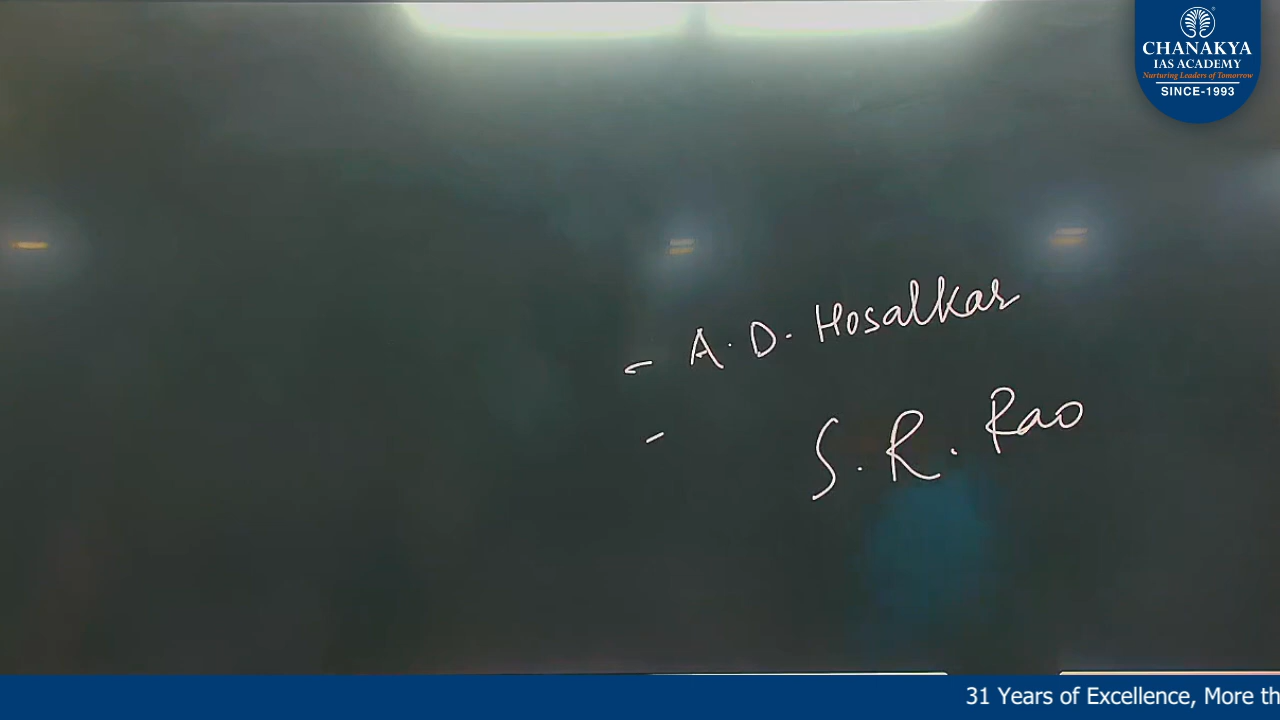 CHANAKYA
IAS ACADEMY
Nurturing Leaders of Tomorrow
SINCE-1993
- A. D. Hosalkar
- S. R. Rao
31 Years of Excellence, More th